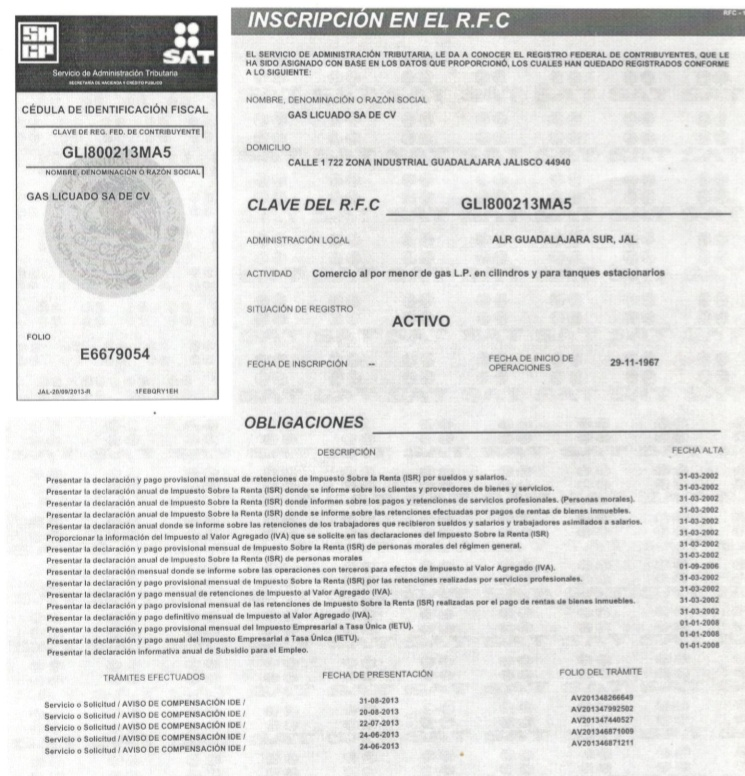 SH
CP
SAT
Servicio de Administración Tributaria
SECRETARÍA DE HACIENDA Y CRÉDITO PÚBLICO
CÉDULA DE IDENTIFICACIÓN FISCAL
CLAVE DE REG. FED. DE CONTRIBUYENTE
GLI800213MA5
NOMBRE, DENOMINACIÓN O RAZÓN SOCIAL
GAS LICUADO SA DE CV
FOLIO
E6679054
JAL-20/09/2013-R 1FEBQRY1EH
INSCRIPCIÓN EN EL R.F.C
RFC -
EL SERVICIO DE ADMINISTRACIÓN TRIBUTARIA, LE DA A CONOCER EL REGISTRO FEDERAL DE CONTRIBUYENTES, QUE LE
HA SIDO ASIGNADO CON BASE EN LOS DATOS QUE PROPORCIONÓ, LOS CUALES HAN QUEDADO REGISTRADOS CONFORME
A LO SIGUIENTE:
NOMBRE, DENOMINACIÓN O RAZÓN SOCIAL
GAS LICUADO SA DE CV
DOMICILIO
CALLE 1 722 ZONA INDUSTRIAL GUADALAJARA JALISCO 44940
CLAVE DEL R.F.C GLI800213MA5
ADMINISTRACIÓN LOCAL ALR GUADALAJARA SUR, JAL
ACTIVIDAD Comercio al por menor de gas L.P. en cilindros y para tanques estacionarios
SITUACIÓN DE REGISTRO
ACTIVO
FECHA DE INSCRIPCIÓN -- FECHA DE INICIO DE OPERACIONES 29-11-1967
OBLIGACIONES
DESCRIPCIÓN FECHA ALTA
Presentar la declaración y pago provisional mensual de retenciones de Impuesto Sobre la Renta (ISR) por sueldos y salarios. 31-03-2002
Presentar la declaración anual de Impuesto Sobre la Renta (ISR) donde se informe sobre los clientes y proveedores de bienes y servicios. 31-03-2002
Presentar la declaración anual de Impuesto Sobre la Renta (ISR) donde informen sobre los pagos y retenciones de servicios profesionales. (Personas morales). 31-03-2002
Presentar la declaración anual de Impuesto Sobre la Renta (ISR) donde se informe sobre las retenciones efectuadas por pagos de rentas de bienes inmuebles. 31-03-2002
Presentar la declaración anual donde se informe sobre las retenciones de los trabajadores que recibieron sueldos y salarios y trabajadores asimilados a salarios. 31-03-2002
Proporcionar la información del Impuesto al Valor Agregado (IVA) que se solicite en las declaraciones del Impuesto Sobre la Renta (ISR) 31-03-2002
Presentar la declaración y pago provisional mensual de Impuesto Sobre la Renta (ISR) de personas morales del régimen general. 31-03-2002
Presentar la declaración anual de Impuesto Sobre la Renta (ISR) de personas morales 31-03-2002
Presentar la declaración mensual donde se informe sobre las operaciones con terceros para efectos de Impuesto al Valor Agregado (IVA). 01-09-2006
Presentar la declaración y pago provisional mensual de Impuesto Sobre la Renta (ISR) por las retenciones realizadas por servicios profesionales. 31-03-2002
Presentar la declaración y pago mensual de retenciones de Impuesto al Valor Agregado (IVA). 31-03-2002
Presentar la declaración y pago provisional mensual de las retenciones de Impuesto Sobre la Renta (ISR) realizadas por el pago de rentas de bienes inmuebles. 31-03-2002
Presentar la declaración y pago definitivo mensual de Impuesto al Valor Agregado (IVA). 31-03-2002
Presentar la declaración y pago provisional mensual del Impuesto Empresarial a Tasa Única (IETU). 01-01-2008
Presentar la declaración y pago anual del Impuesto Empresarial a Tasa Única (IETU). 01-01-2008
Presentar la declaración informativa anual de Subsidio para el Empleo. 01-01-2008
TRÁMITES EFECTUADOS FECHA DE PRESENTACIÓN FOLIO DEL TRÁMITE
Servicio o Solicitud / AVISO DE COMPENSACIÓN IDE / 31-08-2013 AV201348266649
Servicio o Solicitud / AVISO DE COMPENSACIÓN IDE / 20-08-2013 AV201347992502
Servicio o Solicitud / AVISO DE COMPENSACIÓN IDE / 22-07-2013 AV201347440527
Servicio o Solicitud / AVISO DE COMPENSACIÓN IDE / 24-06-2013 AV201346871009
Servicio o Solicitud / AVISO DE COMPENSACIÓN IDE / 24-06-2013 AV201346871211